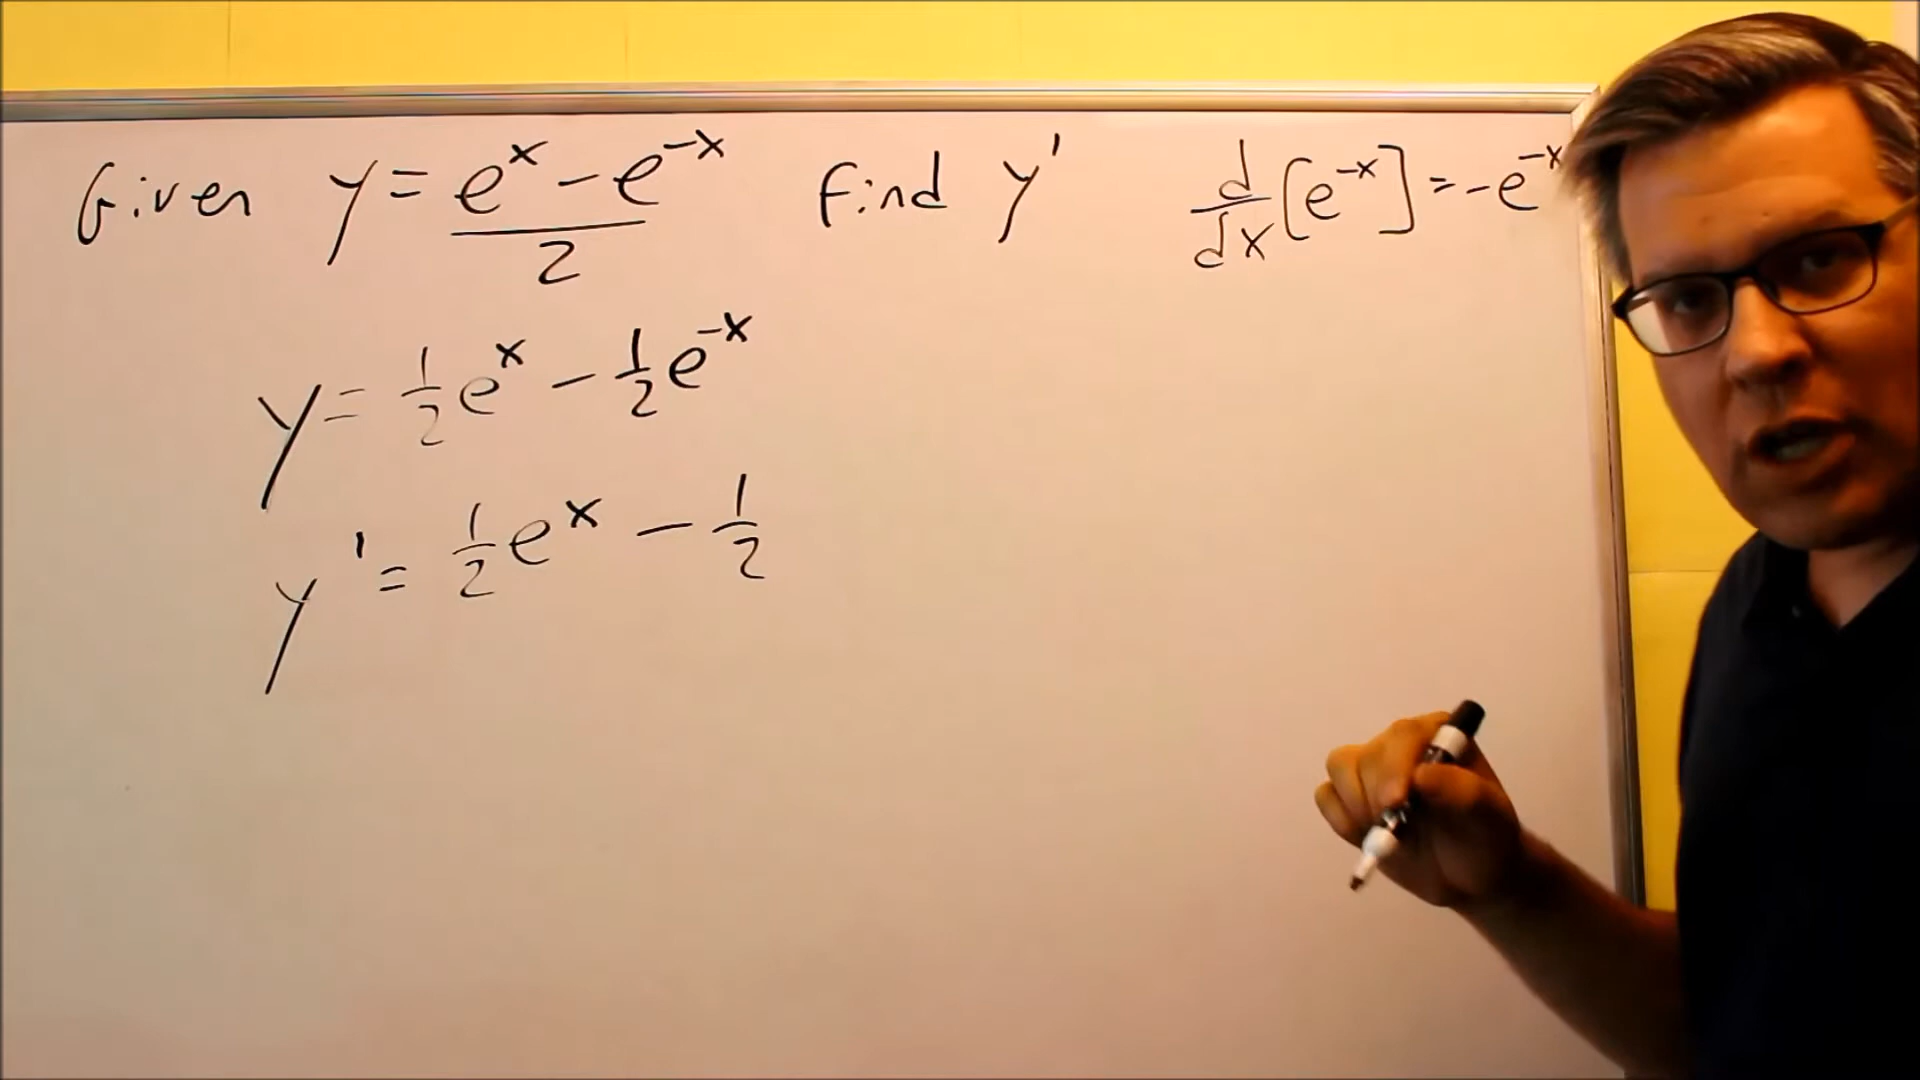 Given y = (e^x - e^-x)/2 find y' d/dx [e^-x] = -e^-x
y = 1/2 e^x - 1/2 e^-x
y' = 1/2 e^x - 1/2